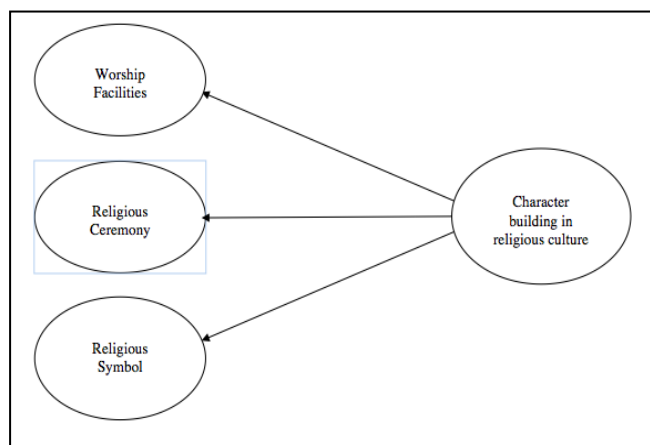 Worship
Facilities
Religious
Ceremony
Character
building in
religious culture
Religious
Symbol